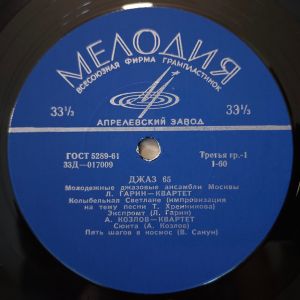 МЕЛОДИЯ
ВСЕСОЮЗНАЯ ФИРМА ГРАМПЛАСТИНОК
33⅓ 33⅓
АПРЕЛЕВСКИЙ ЗАВОД
ГОСТ 5289-61 Третья гр.-1
33Д—017009 1-60
ДЖАЗ 65
Молодежные джазовые ансамбли Москвы
Л. ГАРИН—КВАРТЕТ
Колыбельная Светлане (импровизация
на тему песни Т. Хренникова)
Экспромт (Л. Гарин)
А. КОЗЛОВ—КВАРТЕТ
Сюита (А. Козлов)
Пять шагов в космос (В. Сакун)